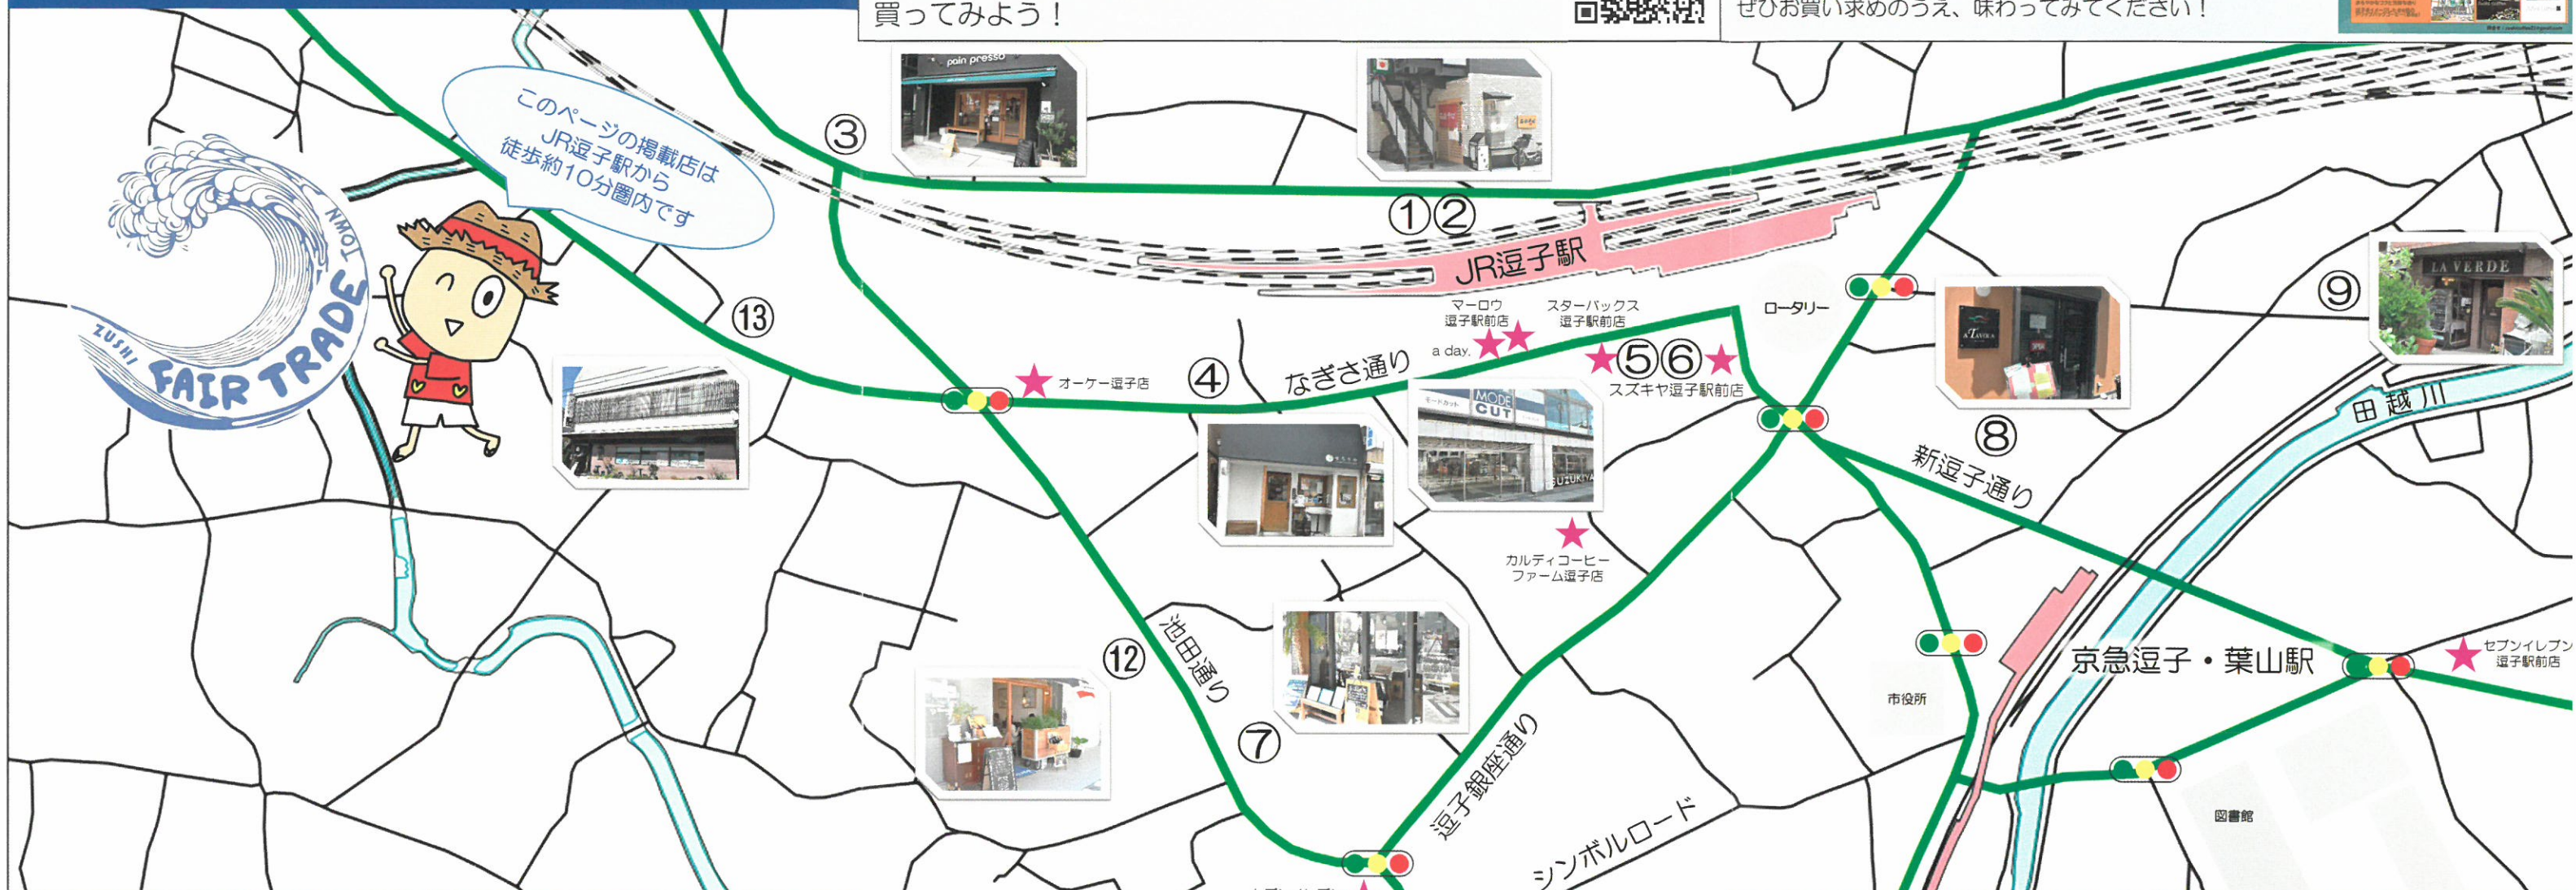 買ってみよう！
ぜひお買い求めのうえ、味わってみてください！
このページの掲載店は
JR逗子駅から
徒歩約10分圏内です
ZUSHI
FAIR TRADE
TOWN
pain presso
③
①②
JR逗子駅
マーロウ
逗子駅前店
スターバックス
逗子駅前店
a day.
⑤⑥
スズキヤ逗子駅前店
ロータリー
⑨
LA VERDE
田越川
⑬
オーケー逗子店
④
なぎさ通り
モードカット
MODE
CUT
SUZUKIYA
⑧
新逗子通り
カルディコーヒー
ファーム逗子店
⑫
池田通り
⑦
逗子銀座通り
シンボルロード
市役所
京急逗子・葉山駅
セブンイレブン
逗子駅前店
図書館